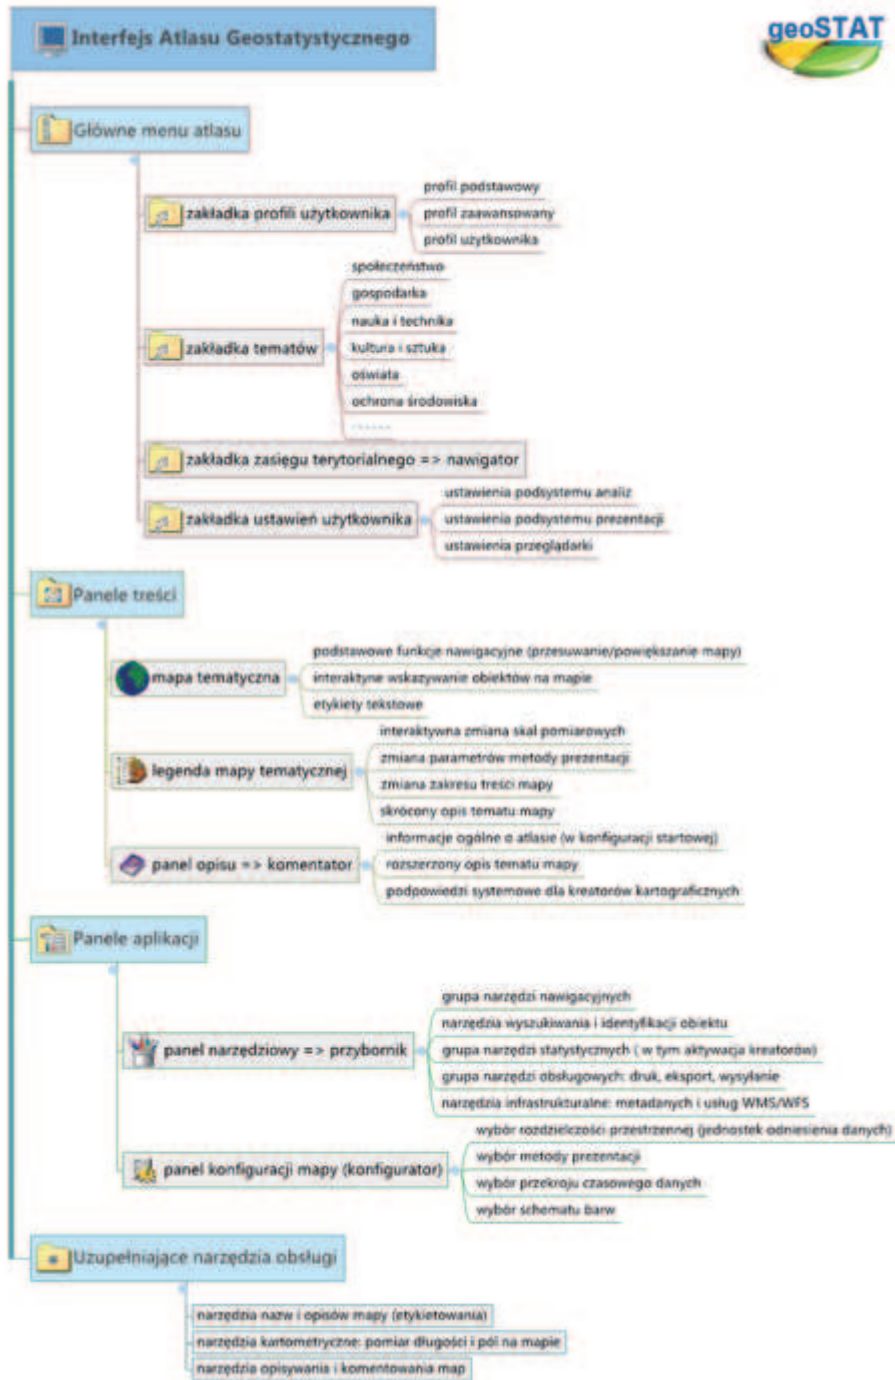 Interfejs Atlasu Geostatystycznego
geoSTAT
Główne menu atlasu
zakładka profili użytkownika
profil podstawowy
profil zaawansowany
profil użytkownika
zakładka tematów
społeczeństwo
gospodarka
nauka i technika
kultura i sztuka
oświata
ochrona środowiska
......
zakładka zasięgu terytorialnego => nawigator
zakładka ustawień użytkownika
ustawienia podsystemu analiz
ustawienia podsystemu prezentacji
ustawienia przeglądarki
Panele treści
mapa tematyczna
podstawowe funkcje nawigacyjne (przesuwanie/powiększanie mapy)
interaktyne wskazywanie obiektów na mapie
etykiety tekstowe
legenda mapy tematycznej
interaktywna zmiana skal pomiarowych
zmiana parametrów metody prezentacji
zmiana zakresu treści mapy
skrócony opis tematu mapy
panel opisu => komentator
informacje ogólne o atlasie (w konfiguracji startowej)
rozszerzony opis tematu mapy
podpowiedzi systemowe dla kreatorów kartograficznych
Panele aplikacji
panel narzędziowy => przybornik
grupa narzędzi nawigacyjnych
narzędzia wyszukiwania i identyfikacji obiektu
grupa narzędzi statystycznych ( w tym aktywacja kreatorów)
grupa narzędzi obsługowych: druk, eksport, wysyłanie
narzędzia infrastrukturalne: metadanych i usług WMS/WFS
panel konfiguracji mapy (konfigurator)
wybór rozdzielczości przestrzennej (jednostek odniesienia danych)
wybór metody prezentacji
wybór przekroju czasowego danych
wybór schematu barw
Uzupełniające narzędzia obsługi
narzędzia nazw i opisów mapy (etykietowania)
narzędzia kartometryczne: pomiar długości i pól na mapie
narzędzia opisywania i komentowania map